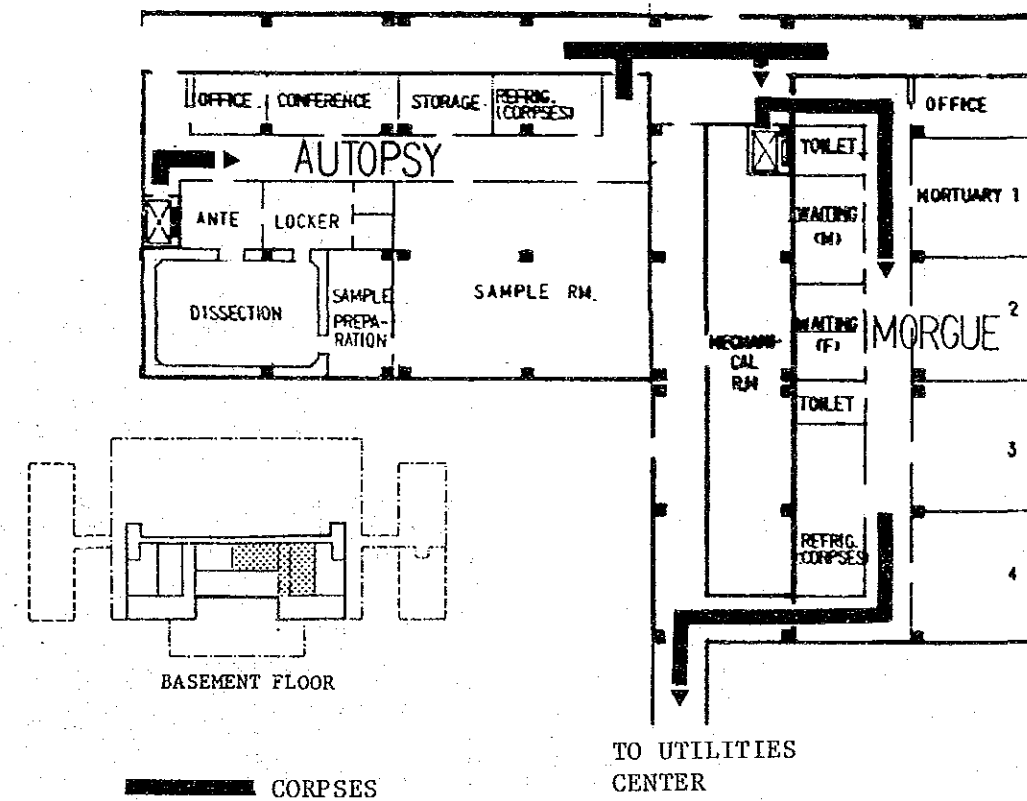 OFFICE
CONFERENCE
STORAGE
REFRIG.
(CORPSES)
AUTOPSY
ANTE
LOCKER
DISSECTION
SAMPLE
PREPA-
RATION
SAMPLE RM.
TOILET
OFFICE
MORTUARY 1
WAITING
(M)
2
WAITING
(F)
MORGUE
MECHANI-
CAL
RM
TOILET
3
REFRIG.
(CORPSES)
4
BASEMENT FLOOR
TO UTILITIES
CENTER
CORPSES